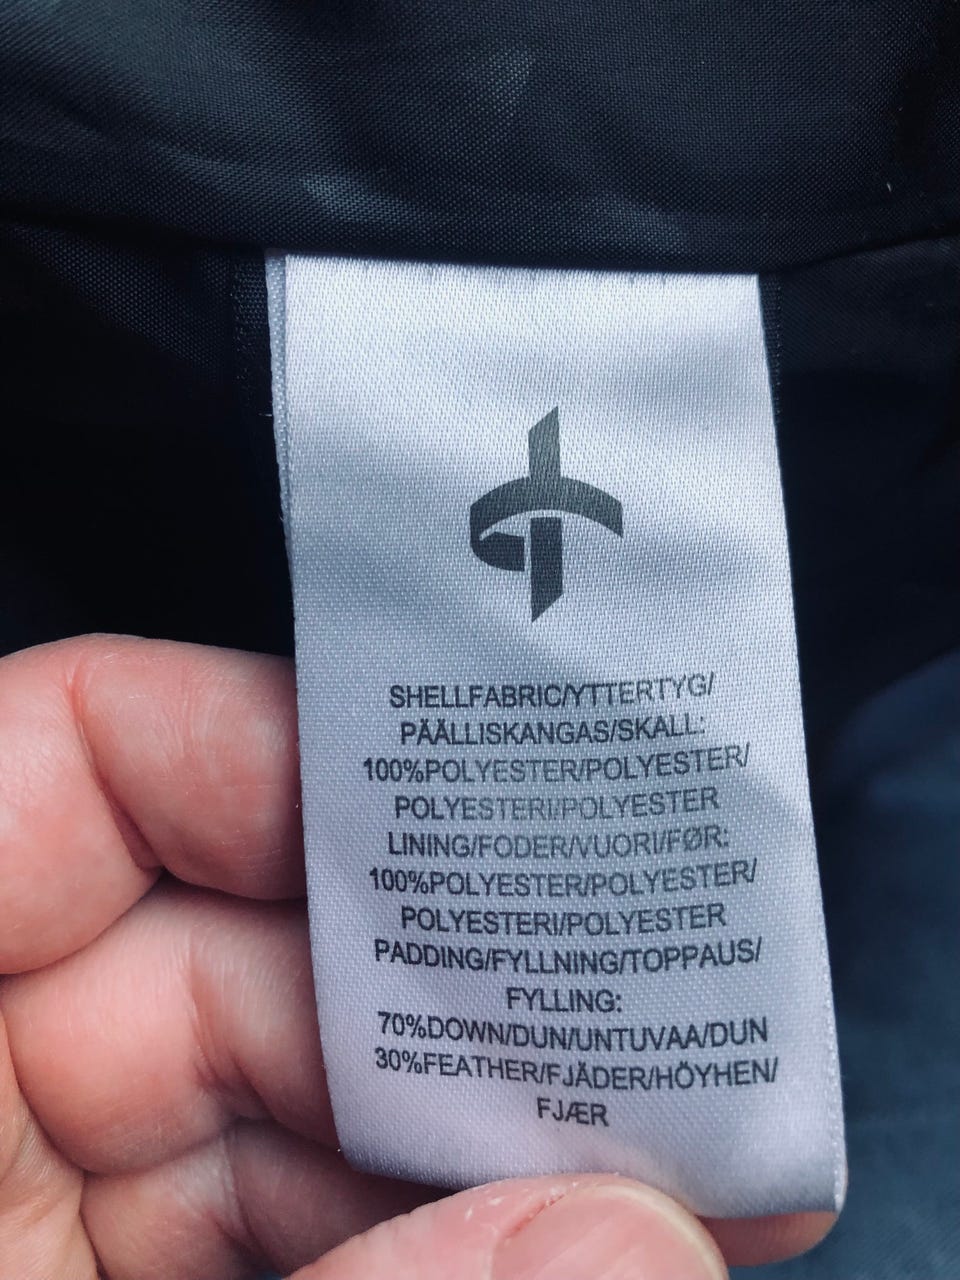 SHELLFABRIC/YTTERTYG/
PÄÄLLISKANGAS/SKALL:
100%POLYESTER/POLYESTER/
POLYESTERI/POLYESTER
LINING/FODER/VUORI/FØR:
100%POLYESTER/POLYESTER/
POLYESTERI/POLYESTER
PADDING/FYLLNING/TOPPAUS/
FYLLING:
70%DOWN/DUN/UNTUVAA/DUN
30%FEATHER/FJÄDER/HÖYHEN/
FJÆR